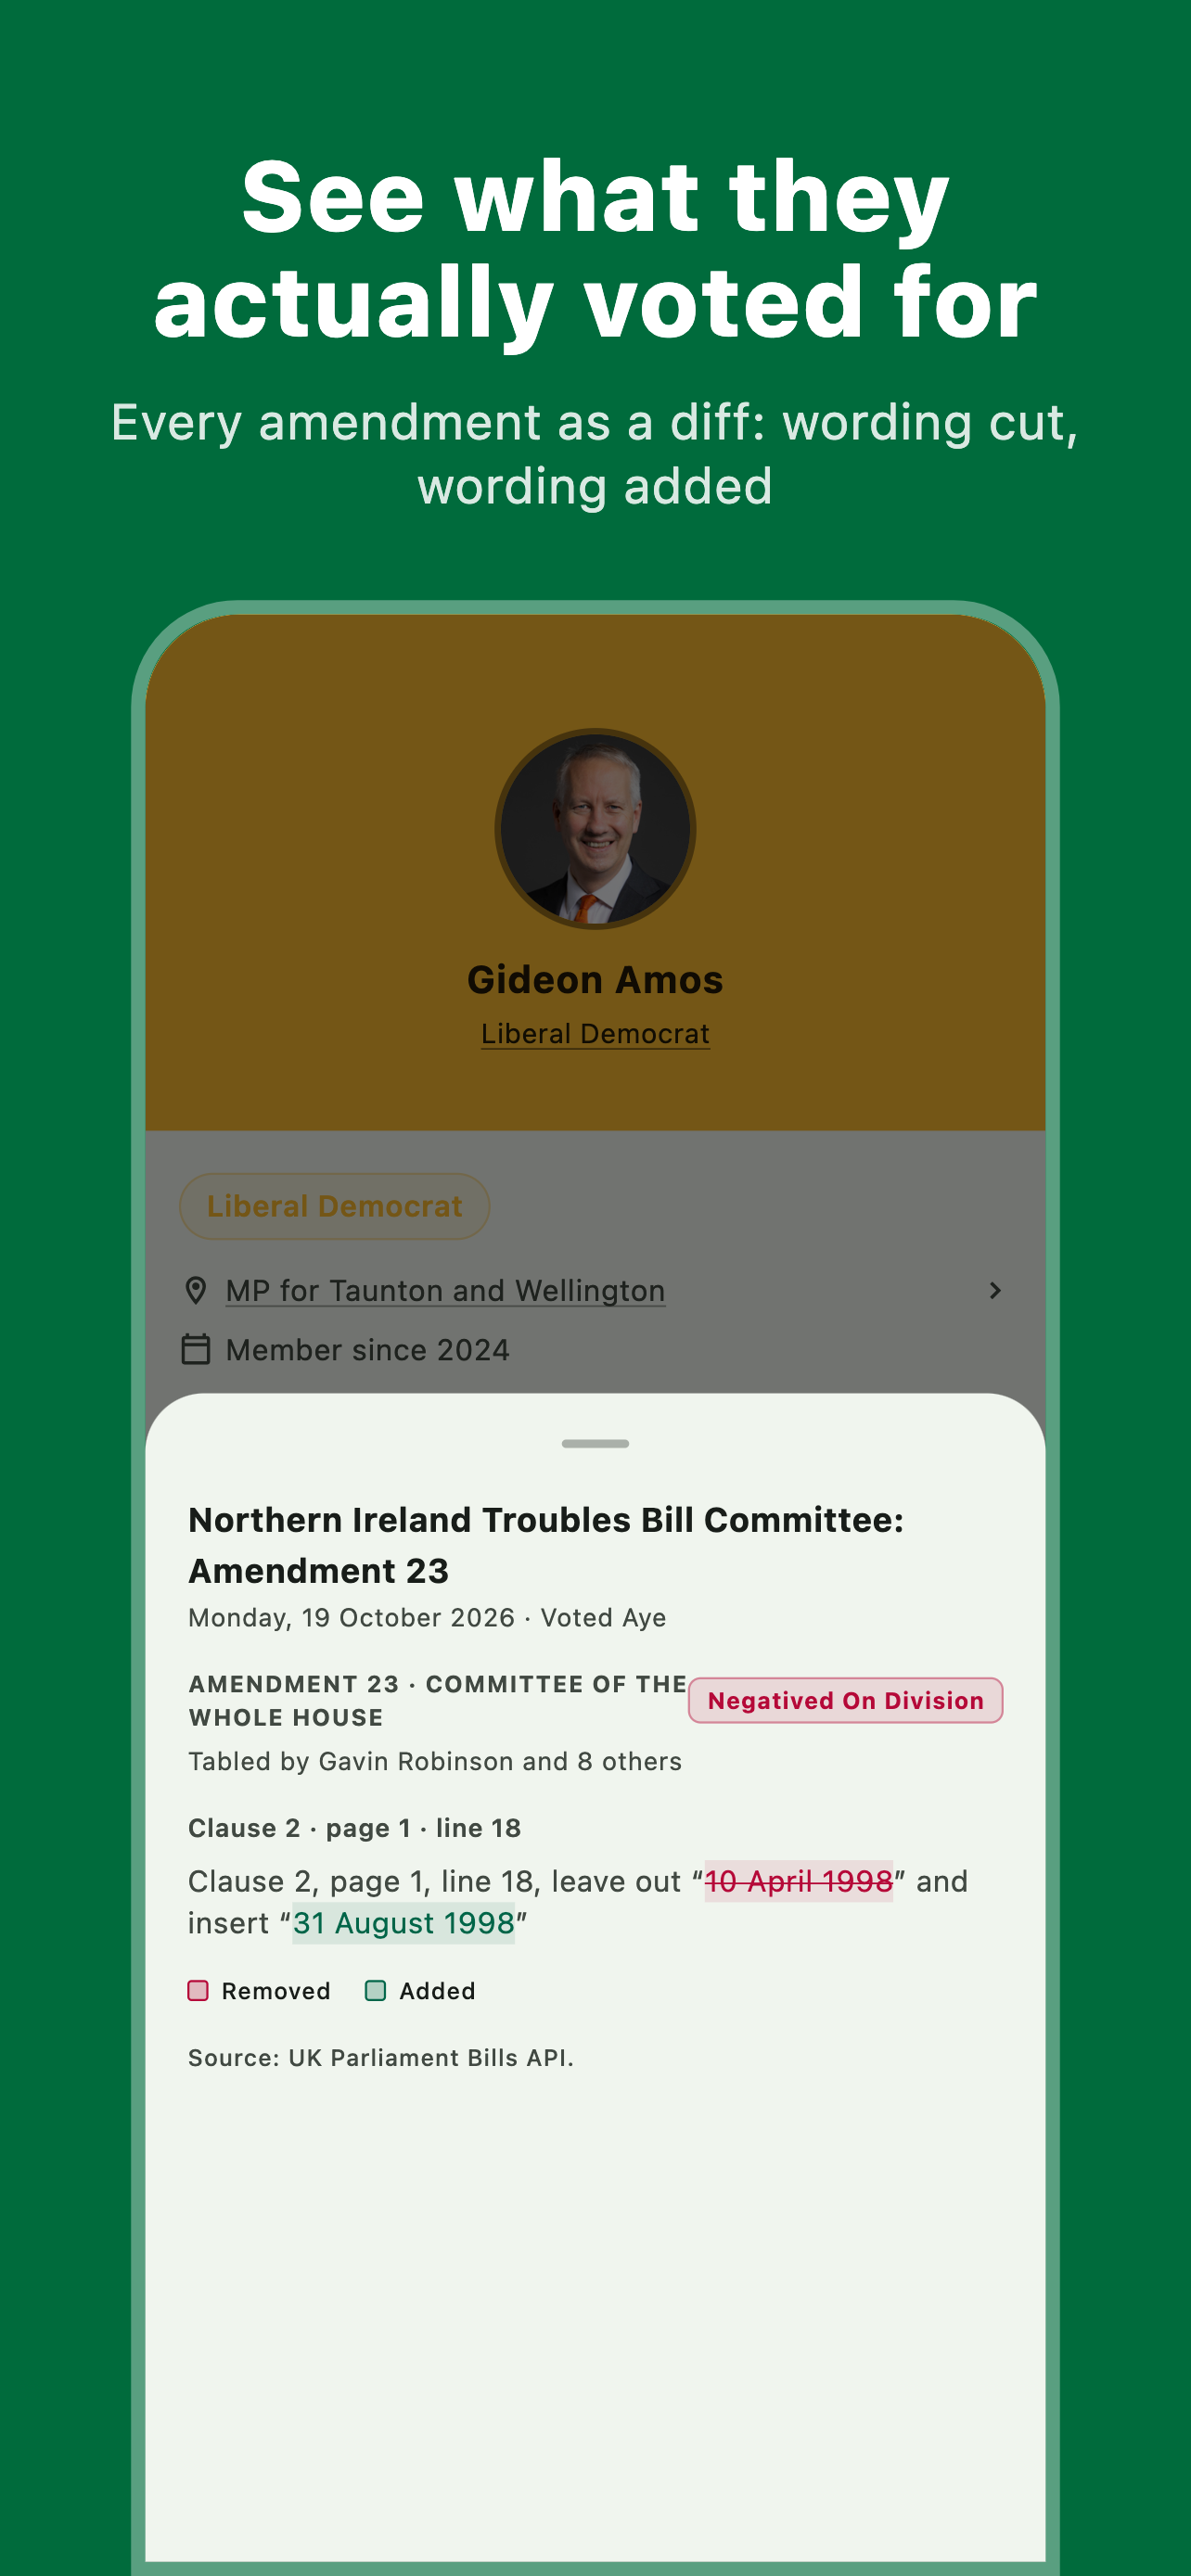 See what they
actually voted for
Every amendment as a diff: wording cut,
wording added
Gideon Amos
Liberal Democrat
Liberal Democrat
MP for Taunton and Wellington
Member since 2024
Northern Ireland Troubles Bill Committee:
Amendment 23
Monday, 19 October 2026 · Voted Aye
AMENDMENT 23 · COMMITTEE OF THE
WHOLE HOUSE
Negatived On Division
Tabled by Gavin Robinson and 8 others
Clause 2 · page 1 · line 18
Clause 2, page 1, line 18, leave out “10 April 1998” and
insert “31 August 1998”
Removed Added
Source: UK Parliament Bills API.